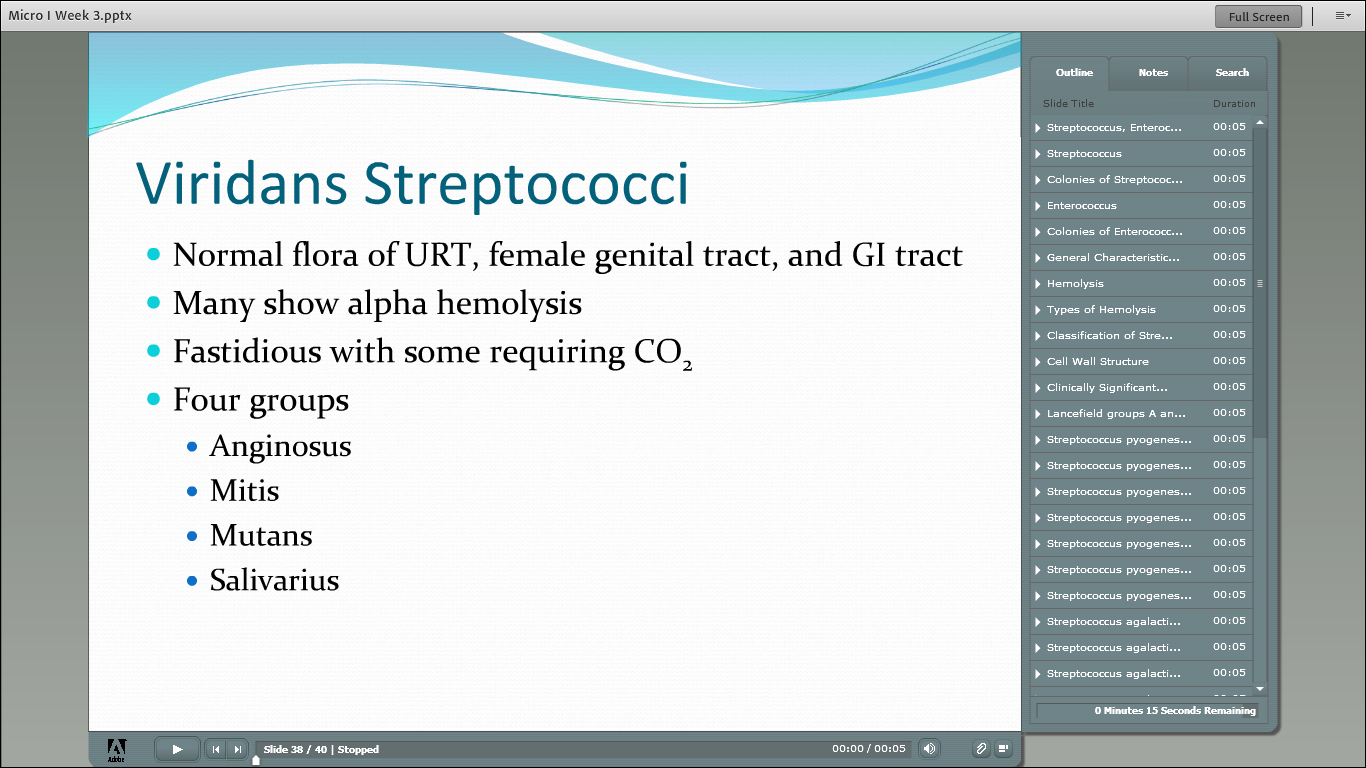 Micro I Week 3.pptx
Full Screen
Viridans Streptococci
Normal flora of URT, female genital tract, and GI tract
Many show alpha hemolysis
Fastidious with some requiring CO₂
Four groups
Anginosus
Mitis
Mutans
Salivarius
Outline Notes Search
Slide Title Duration
Streptococcus, Enteroc... 00:05
Streptococcus 00:05
Colonies of Streptococ... 00:05
Enterococcus 00:05
Colonies of Enterococc... 00:05
General Characteristic... 00:05
Hemolysis 00:05
Types of Hemolysis 00:05
Classification of Stre... 00:05
Cell Wall Structure 00:05
Clinically Significant... 00:05
Lancefield groups A an... 00:05
Streptococcus pyogenes... 00:05
Streptococcus pyogenes... 00:05
Streptococcus pyogenes... 00:05
Streptococcus pyogenes... 00:05
Streptococcus pyogenes... 00:05
Streptococcus pyogenes... 00:05
Streptococcus pyogenes... 00:05
Streptococcus agalacti... 00:05
Streptococcus agalacti... 00:05
Streptococcus agalacti... 00:05
0 Minutes 15 Seconds Remaining
Adobe
Slide 38 / 40 | Stopped
00:00 / 00:05